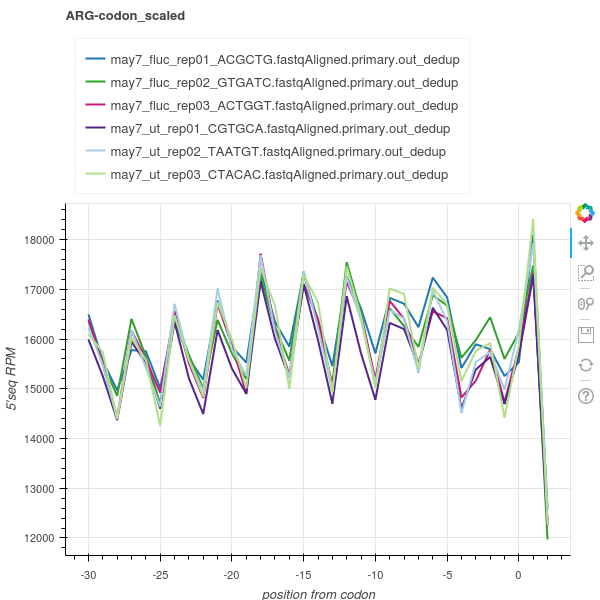 ARG-codon_scaled
may7_fluc_rep01_ACGCTG.fastqAligned.primary.out_dedup
may7_fluc_rep02_GTGATC.fastqAligned.primary.out_dedup
may7_fluc_rep03_ACTGGT.fastqAligned.primary.out_dedup
may7_ut_rep01_CGTGCA.fastqAligned.primary.out_dedup
may7_ut_rep02_TAATGT.fastqAligned.primary.out_dedup
may7_ut_rep03_CTACAC.fastqAligned.primary.out_dedup
18000
17000
16000
15000
14000
13000
12000
5'seq RPM
-30 -25 -20 -15 -10 -5 0
position from codon